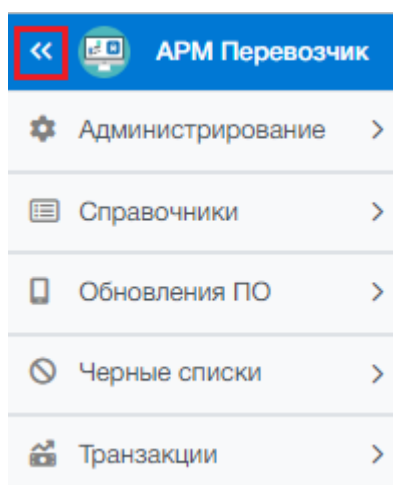 АРМ Перевозчик
Администрирование
Справочники
Обновления ПО
Черные списки
Транзакции